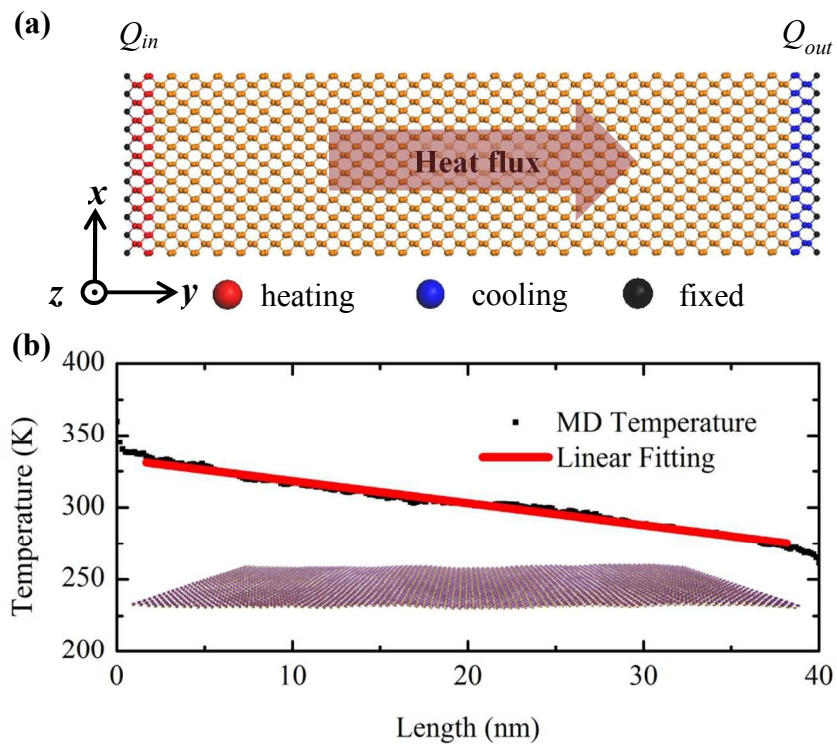 (a)
Qin
Qout
Heat flux
x
z
y
heating
cooling
fixed
(b)
400
350
300
250
200
Temperature (K)
MD Temperature
Linear Fitting
0
10
20
30
40
Length (nm)